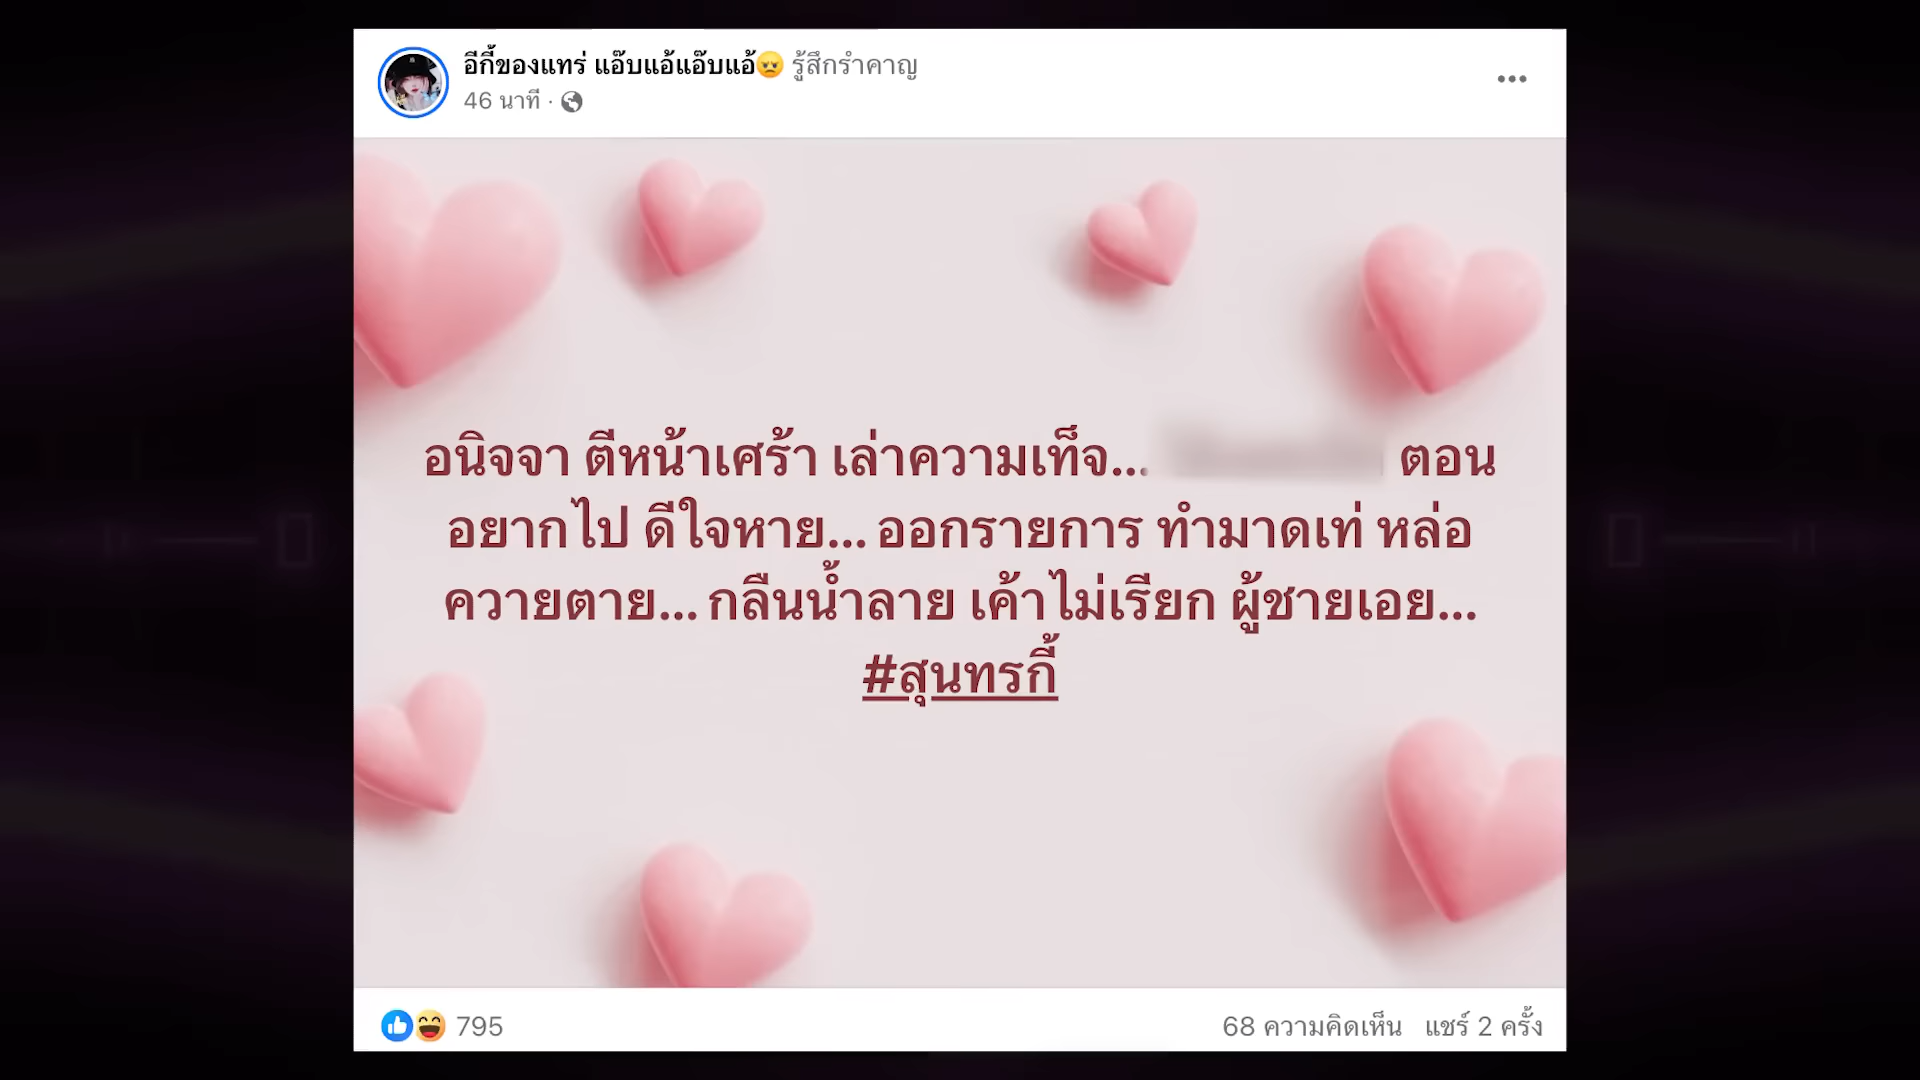 อีกี้ของแทร่ แอ๊บแอ้แอ๊บแอ้😠 รู้สึกรำคาญ
46 นาที ·
อนิจจา ตีหน้าเศร้า เล่าความเท็จ... ตอน
อยากไป ดีใจหาย... ออกรายการ ทำมาดเท่ หล่อ
ควายตาย... กลืนน้ำลาย เค้าไม่เรียก ผู้ชายเอย...
#สุนทรกี้
795
68 ความคิดเห็น แชร์ 2 ครั้ง